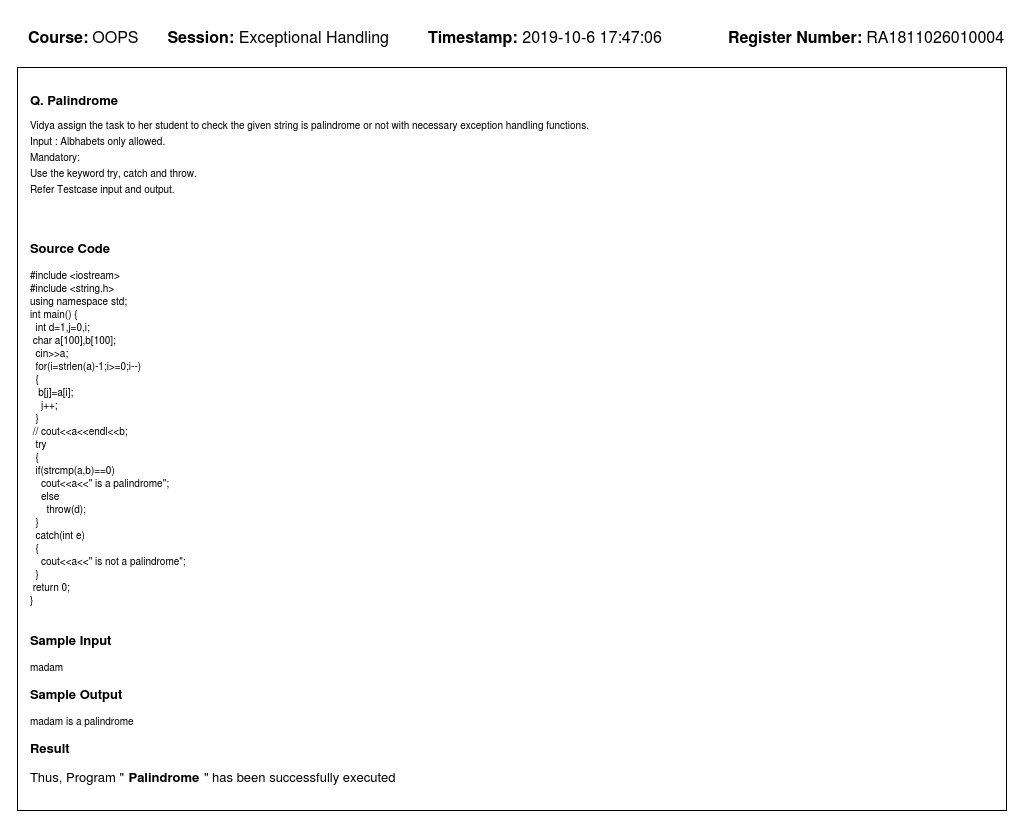 Course: OOPS Session: Exceptional Handling Timestamp: 2019-10-6 17:47:06 Register Number: RA1811026010004
Q. Palindrome
Vidya assign the task to her student to check the given string is palindrome or not with necessary exception handling functions.
Input : Albhabets only allowed.
Mandatory:
Use the keyword try, catch and throw.
Refer Testcase input and output.
Source Code
#include <iostream>
#include <string.h>
using namespace std;
int main() {
int d=1,j=0,i;
char a[100],b[100];
cin>>a;
for(i=strlen(a)-1;i>=0;i--)
{
b[j]=a[i];
j++;
}
// cout<<a<<endl<<b;
try
{
if(strcmp(a,b)==0)
cout<<a<<" is a palindrome";
else
throw(d);
}
catch(int e)
{
cout<<a<<" is not a palindrome";
}
return 0;
}
Sample Input
madam
Sample Output
madam is a palindrome
Result
Thus, Program " Palindrome " has been successfully executed